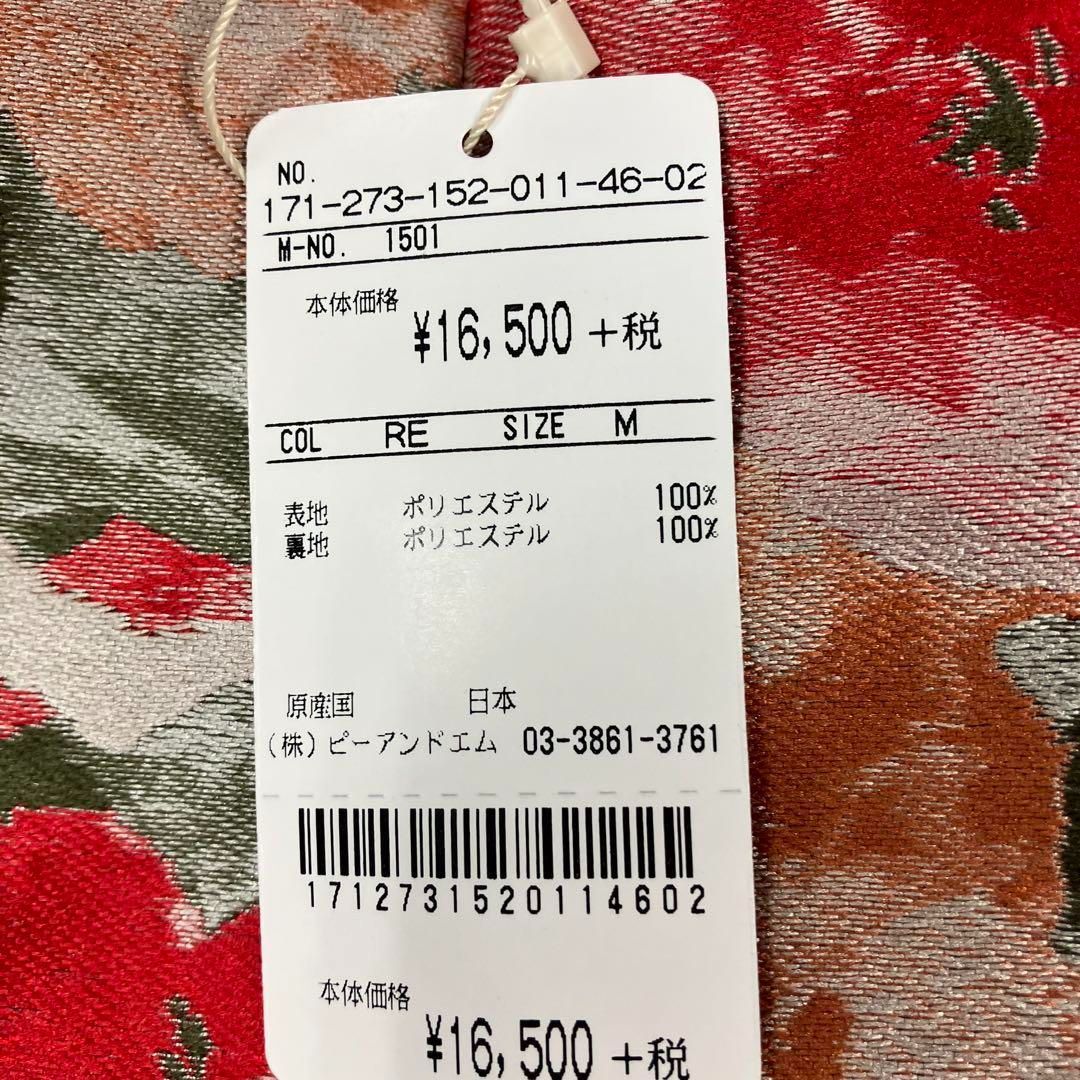 NO.
171-273-152-011-46-02
M-NO. 1501
本体価格
¥16,500 +税
COL RE SIZE M
表地 ポリエステル 100%
裏地 ポリエステル 100%
原産国 日本
(株)ピーアンドエム 03-3861-3761
1712731520114602
本体価格
¥16,500 +税